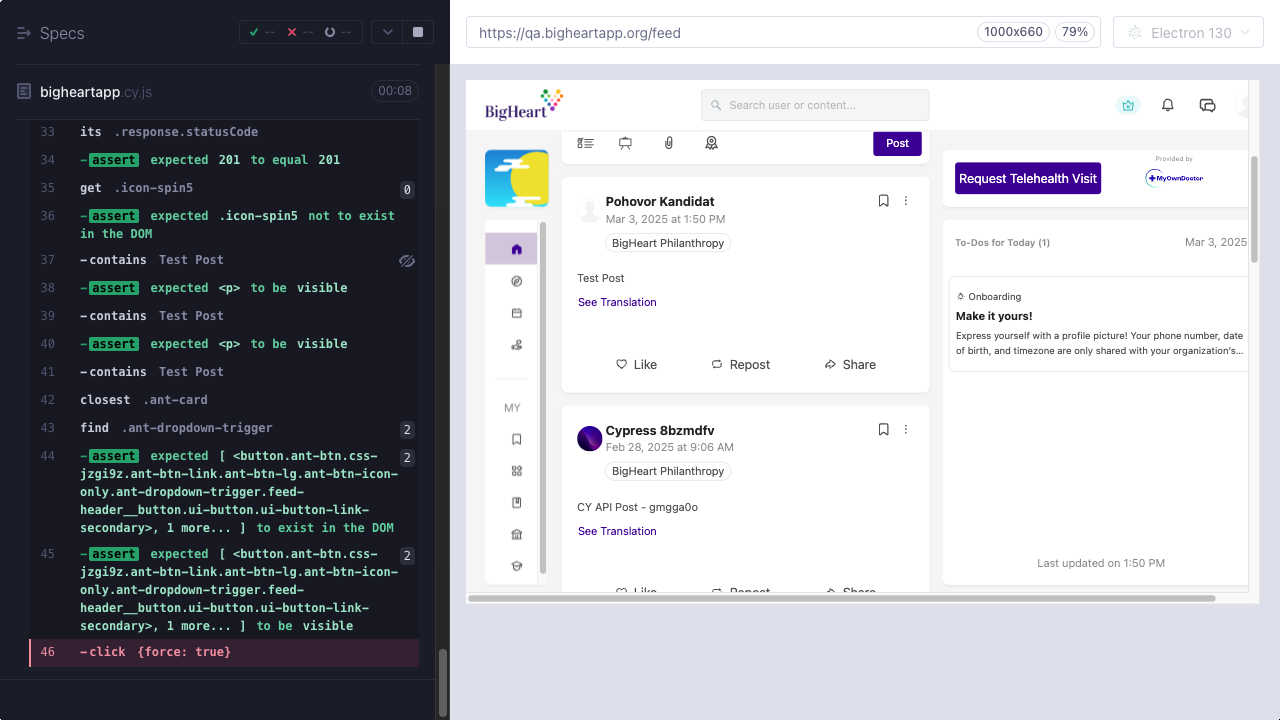 Specs
--
--
--
https://qa.bigheartapp.org/feed
1000x660
79%
Electron 130
bigheartapp.cy.js
00:08
33 its .response.statusCode
34 -assert expected 201 to equal 201
35 get .icon-spin5 0
36 -assert expected .icon-spin5 not to exist
in the DOM
37 -contains Test Post
38 -assert expected <p> to be visible
39 -contains Test Post
40 -assert expected <p> to be visible
41 -contains Test Post
42 closest .ant-card
43 find .ant-dropdown-trigger 2
44 -assert expected [ <button.ant-btn.css- 2
jzgi9z.ant-btn-link.ant-btn-lg.ant-btn-icon-
only.ant-dropdown-trigger.feed-
header__button.ui-button.ui-button-link-
secondary>, 1 more... ] to exist in the DOM
45 -assert expected [ <button.ant-btn.css- 2
jzgi9z.ant-btn-link.ant-btn-lg.ant-btn-icon-
only.ant-dropdown-trigger.feed-
header__button.ui-button.ui-button-link-
secondary>, 1 more... ] to be visible
46 -click {force: true}
BigHeart
Search user or content...
Post
MY
Pohovor Kandidat
Mar 3, 2025 at 1:50 PM
BigHeart Philanthropy
Test Post
See Translation
Like
Repost
Share
Cypress 8bzmdfv
Feb 28, 2025 at 9:06 AM
BigHeart Philanthropy
CY API Post - gmgga0o
See Translation
Like
Repost
Share
Request Telehealth Visit
Provided by
MyOwnDoctor
To-Dos for Today (1)
Mar 3, 2025
Onboarding
Make it yours!
Express yourself with a profile picture! Your phone number, date
of birth, and timezone are only shared with your organization's...
Last updated on 1:50 PM